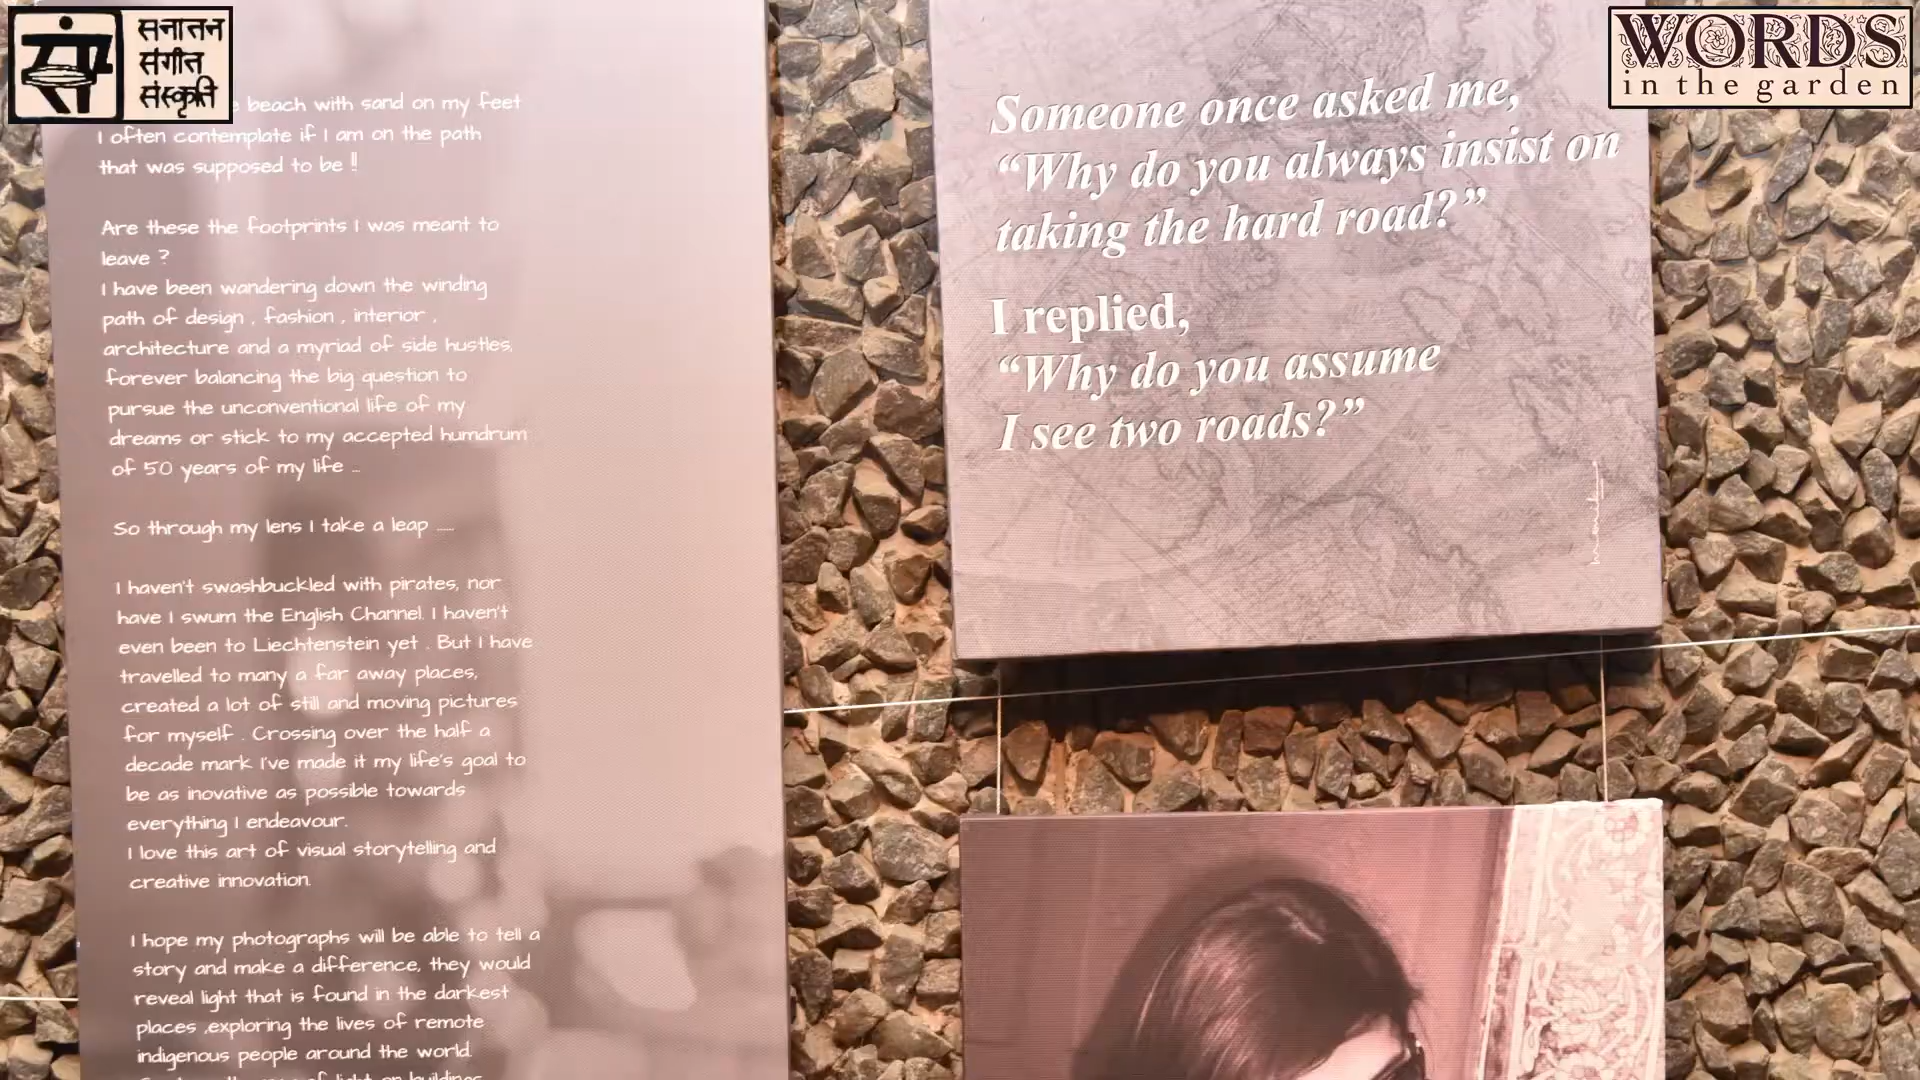 सनातन
संगीत
संस्कृति
WORDS
in the garden
beach with sand on my feet
I often contemplate if I am on the path
that was supposed to be !!
Are these the footprints I was meant to
leave ?
I have been wandering down the winding
path of design , fashion , interior ,
architecture and a myriad of side hustles,
forever balancing the big question to
pursue the unconventional life of my
dreams or stick to my accepted humdrum
of 50 years of my life ...
So through my lens I take a leap ......
I haven't swashbuckled with pirates, nor
have I swum the English Channel. I haven't
even been to Liechtenstein yet . But I have
travelled to many a far away places,
created a lot of still and moving pictures
for myself . Crossing over the half a
decade mark I've made it my life's goal to
be as inovative as possible towards
everything I endeavour.
I love this art of visual storytelling and
creative innovation.
I hope my photographs will be able to tell a
story and make a difference, they would
reveal light that is found in the darkest
places ,exploring the lives of remote
indigenous people around the world.
of light on buildings
Someone once asked me,
“Why do you always insist on
taking the hard road?”
I replied,
“Why do you assume
I see two roads?”